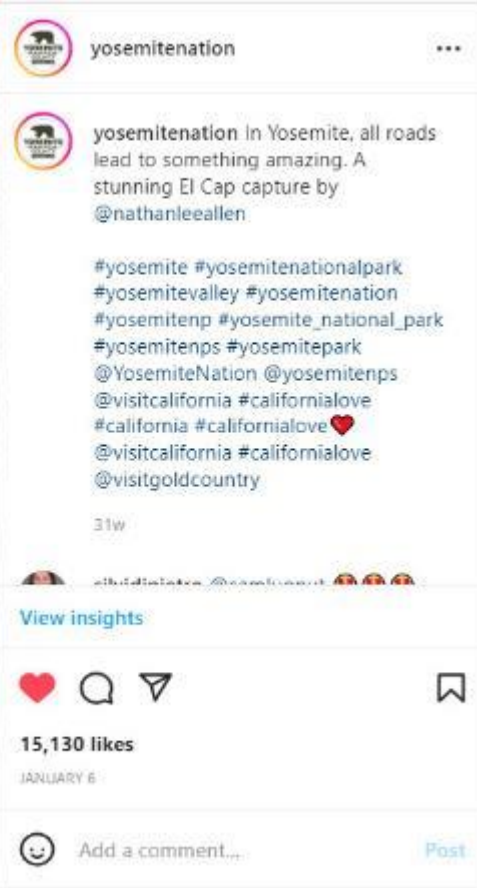 yosemitenation
yosemitenation In Yosemite, all roads
lead to something amazing. A
stunning El Cap capture by
@nathanleeallen
#yosemite #yosemitenationalpark
#yosemitevalley #yosemitenation
#yosemitenp #yosemite_national_park
#yosemitenps #yosemitepark
@YosemiteNation @yosemitenps
@visitcalifornia #californialove
#california #californialove
@visitcalifornia #californialove
@visitgoldcountry
31w
View insights
15,130 likes
JANUARY 6
Add a comment... Post